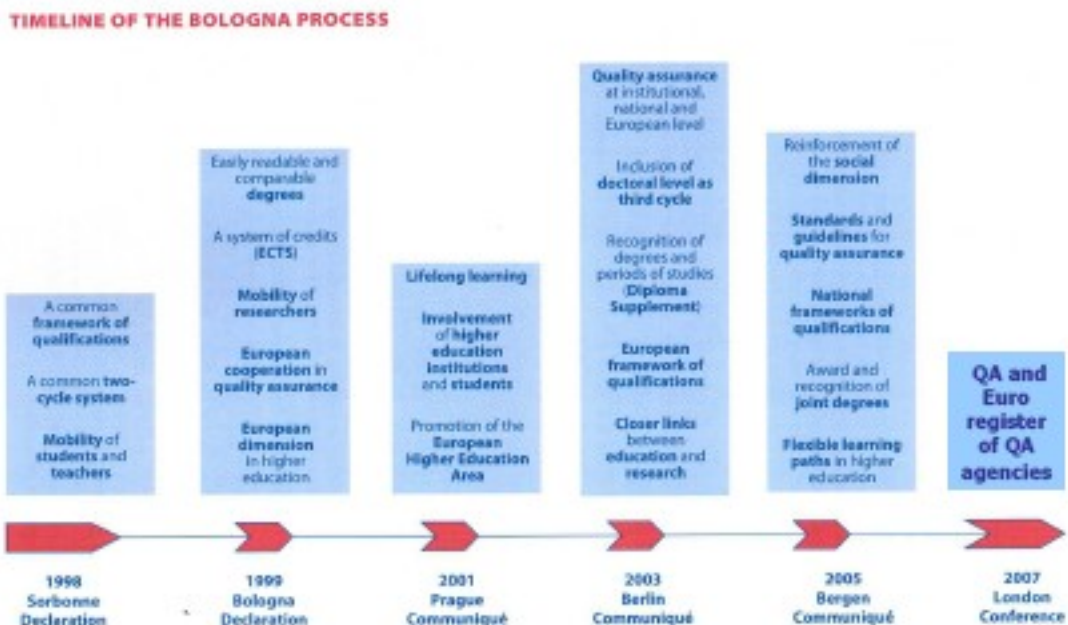 TIMELINE OF THE BOLOGNA PROCESS
A common
framework of
qualifications
A common two-
cycle system
Mobility of
students and
teachers
1998
Sorbonne
Declaration
Easily readable and
comparable
degrees
A system of credits
(ECTS)
Mobility of
researchers
European
cooperation in
quality assurance
European
dimension
in higher
education
1999
Bologna
Declaration
Lifelong learning
Involvement
of higher
education
institutions
and students
Promotion of the
European
Higher Education
Area
2001
Prague
Communiqué
Quality assurance
at institutional,
national and
European level
Inclusion of
doctoral level as
third cycle
Recognition of
degrees and
periods of studies
(Diploma
Supplement)
European
framework of
qualifications
Closer links
between
education and
research
2003
Berlin
Communiqué
Reinforcement of
the social
dimension
Standards and
guidelines for
quality assurance
National
frameworks of
qualifications
Award and
recognition of
joint degrees
Flexible learning
paths in higher
education
2005
Bergen
Communiqué
QA and
Euro
register
of QA
agencies
2007
London
Conference